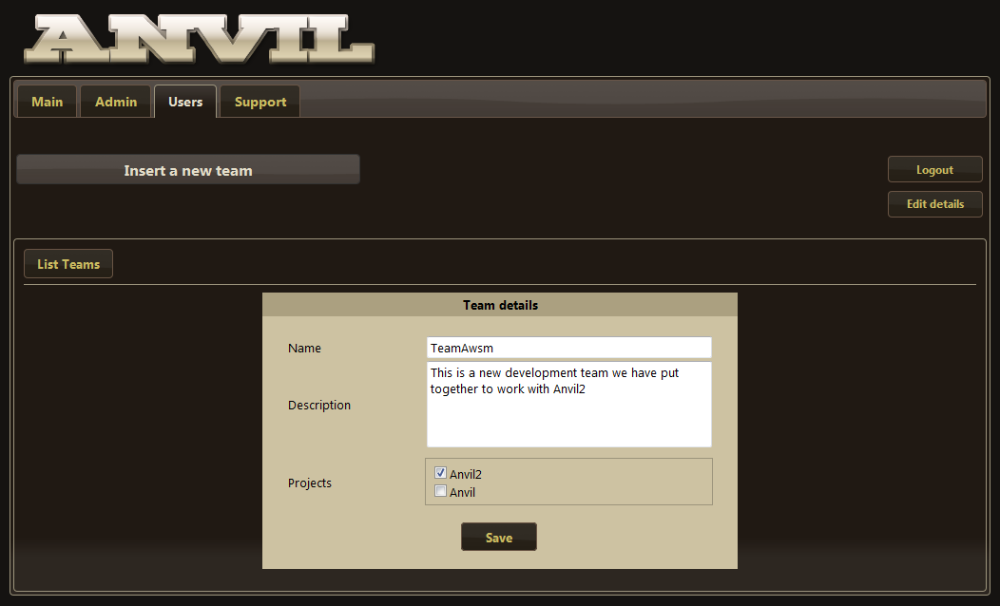 ANVIL
Main Admin Users Support
Insert a new team
Logout
Edit details
List Teams
Team details
Name TeamAwsm
Description This is a new development team we have put
together to work with Anvil2
Projects Anvil2
Anvil
Save